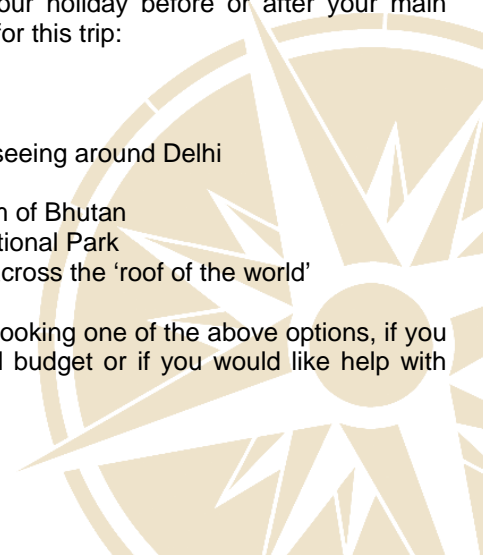 our holiday before or after your main
for this trip:
seeing around Delhi
of Bhutan
tional Park
cross the ‘roof of the world’
ooking one of the above options, if you
budget or if you would like help with